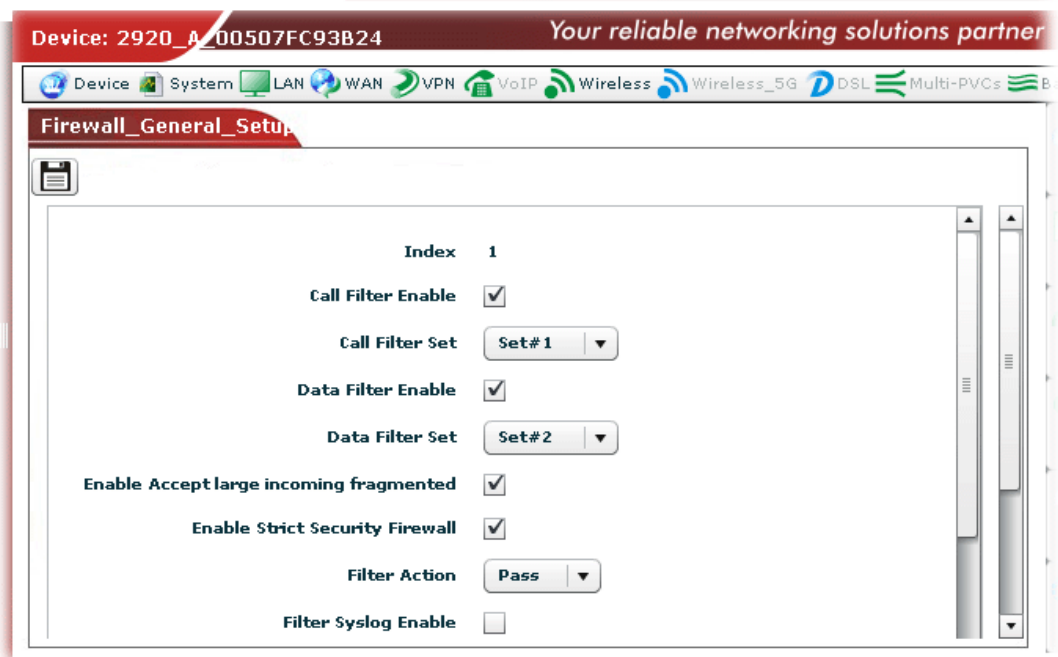 Device: 2920_A_00507FC93B24
Your reliable networking solutions partner
Device System LAN WAN VPN VoIP Wireless Wireless_5G DSL Multi-PVCs
Firewall_General_Setup
Index 1
Call Filter Enable
Call Filter Set Set#1
Data Filter Enable
Data Filter Set Set#2
Enable Accept large incoming fragmented
Enable Strict Security Firewall
Filter Action Pass
Filter Syslog Enable